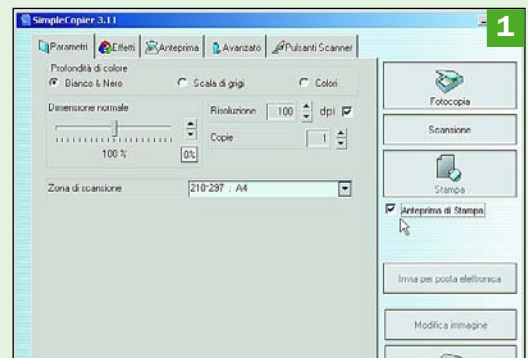 SimpleCopier 3.11
1
Parametri Effetti Anteprima Avanzato Pulsanti Scanner
Profondità di colore
Bianco & Nero Scala di grigi Colori
Dimensione normale
100 %
0%
Risoluzione 100 dpi
Copie 1
Zona di scansione 210*297 : A4
Fotocopia
Scansione
Stampa
Anteprima di Stampa
Invia per posta elettronica
Modifica immagine